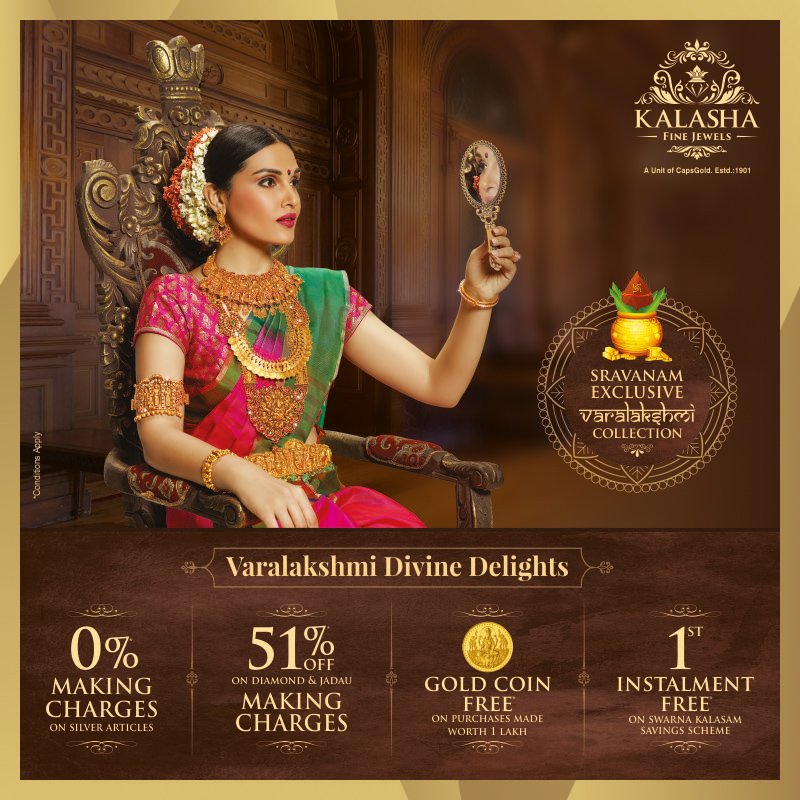 KALASHA
FINE JEWELS
A Unit of CapsGold. Estd.:1901
SRAVANAM
EXCLUSIVE
varalakshmi
COLLECTION
*Conditions Apply
Varalakshmi Divine Delights
0%*
MAKING
CHARGES
ON SILVER ARTICLES
51%*
OFF
ON DIAMOND & JADAU
MAKING
CHARGES
GOLD COIN
FREE*
ON PURCHASES MADE
WORTH 1 LAKH
1ST
INSTALMENT
FREE*
ON SWARNA KALASAM
SAVINGS SCHEME